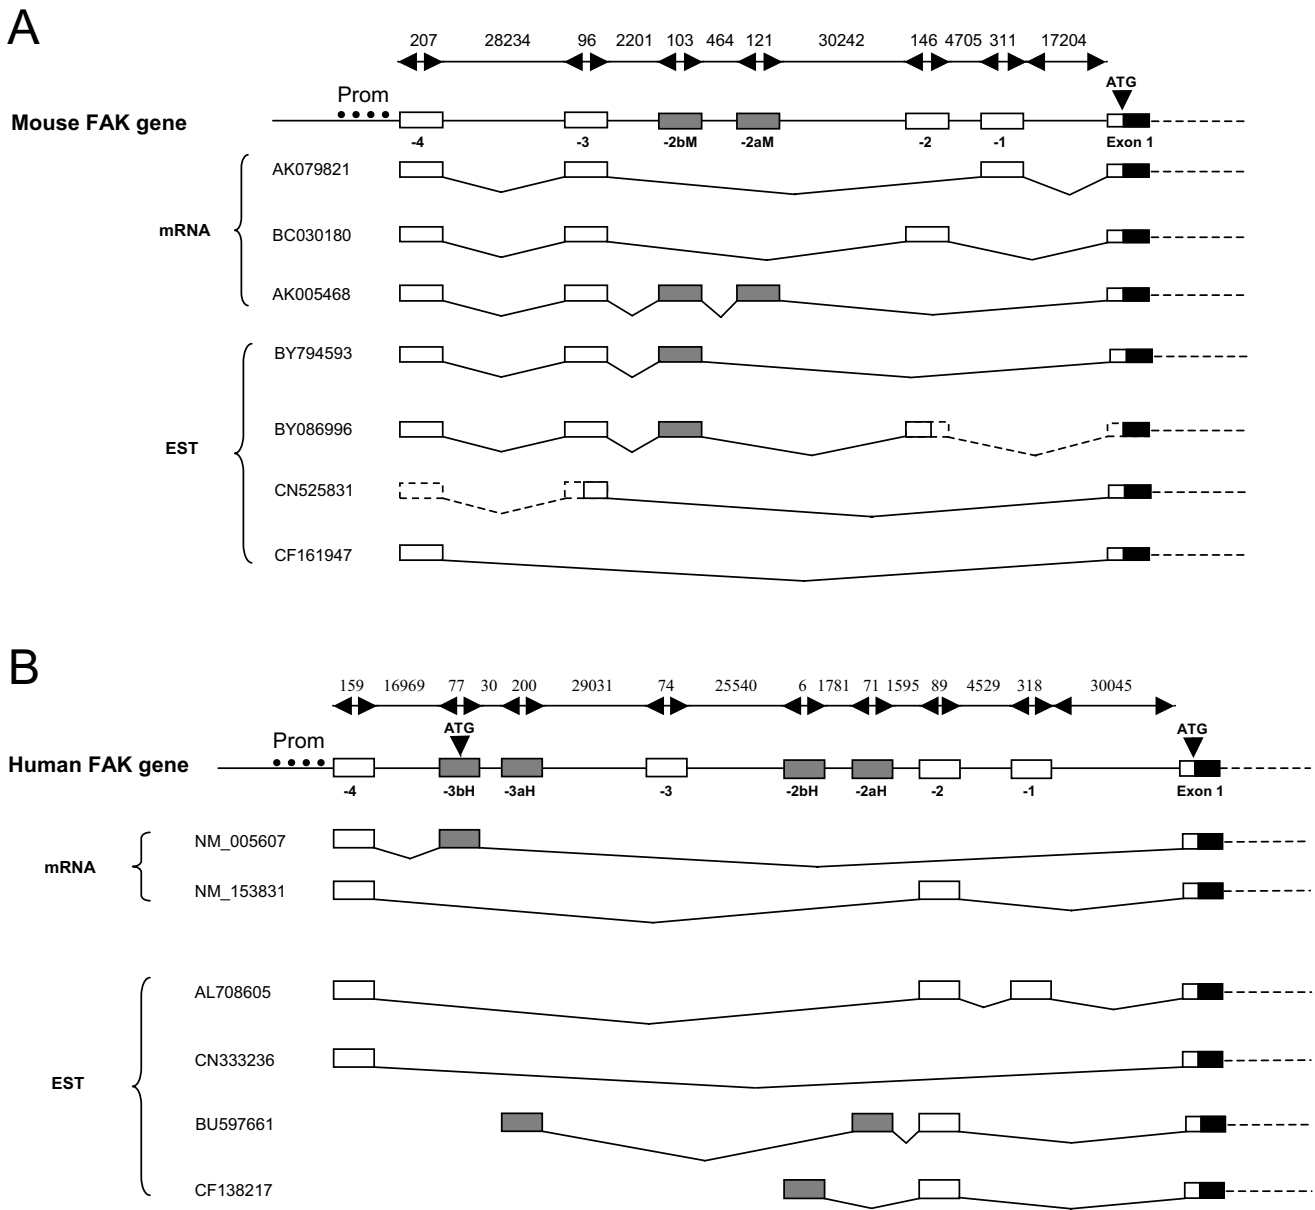 A
207 28234 96 2201 103 464 121 30242 146 4705 311 17204
ATG
Prom
Mouse FAK gene
-4 -3 -2bM -2aM -2 -1 Exon 1
AK079821
mRNA
BC030180
AK005468
BY794593
BY086996
EST
CN525831
CF161947
B
159 16969 77 30 200 29031 74 25540 6 1781 71 1595 89 4529 318 30045
ATG ATG
Prom
Human FAK gene
-4 -3bH -3aH -3 -2bH -2aH -2 -1 Exon 1
NM_005607
mRNA
NM_153831
AL708605
CN333236
EST
BU597661
CF138217